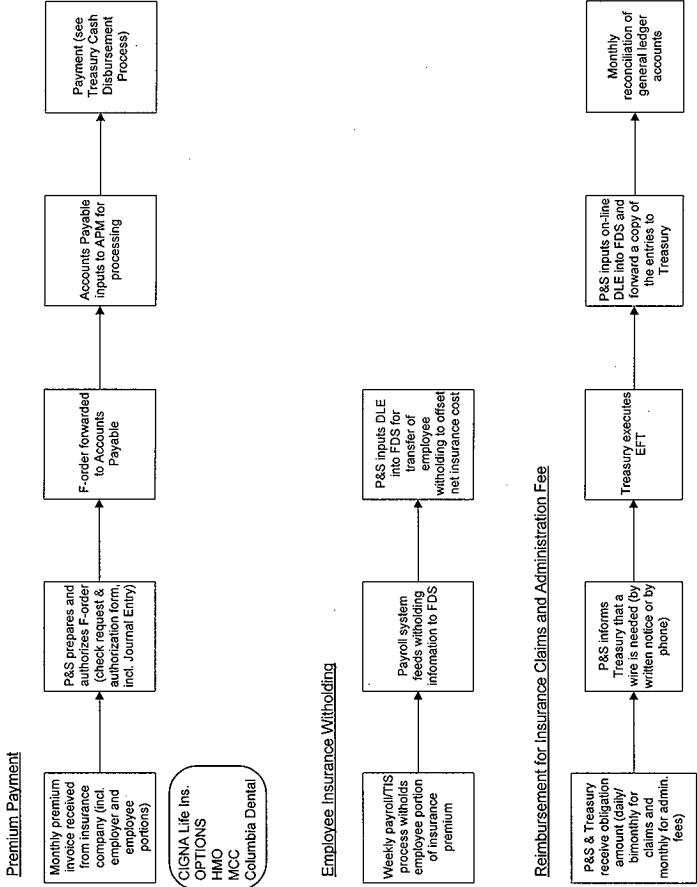 Premium Payment
Monthly premium
invoice received
from insurance
company (incl.
employer and
employee
portions)
P&S prepares and
authorizes F-order
(check request &
authorization form,
incl. Journal Entry)
F-order forwarded
to Accounts
Payable
Accounts Payable
inputs to APM for
processing
Payment (see
Treasury Cash
Disbursement
Process)
CIGNA Life Ins.
OPTIONS
HMO
MCC
Columbia Dental
Employee Insurance Witholding
Weekly payroll/TIS
process withholds
employee portion
of insurance
premium
Payroll system
feeds witholding
infomation to FDS
P&S inputs DLE
into FDS for
transfer of
employee
witholding to offset
net insurance cost
Reimbursement for Insurance Claims and Administration Fee
P&S & Treasury
receive obligation
amount (daily/
bimonthly for
claims and
monthly for admin.
fees)
P&S informs
Treasury that a
wire is needed (by
written notice or by
phone)
Treasury executes
EFT
P&S inputs on-line
DLE into FDS and
forward a copy of
the entries to
Treasury
Monthly
reconciliation of
general ledger
accounts